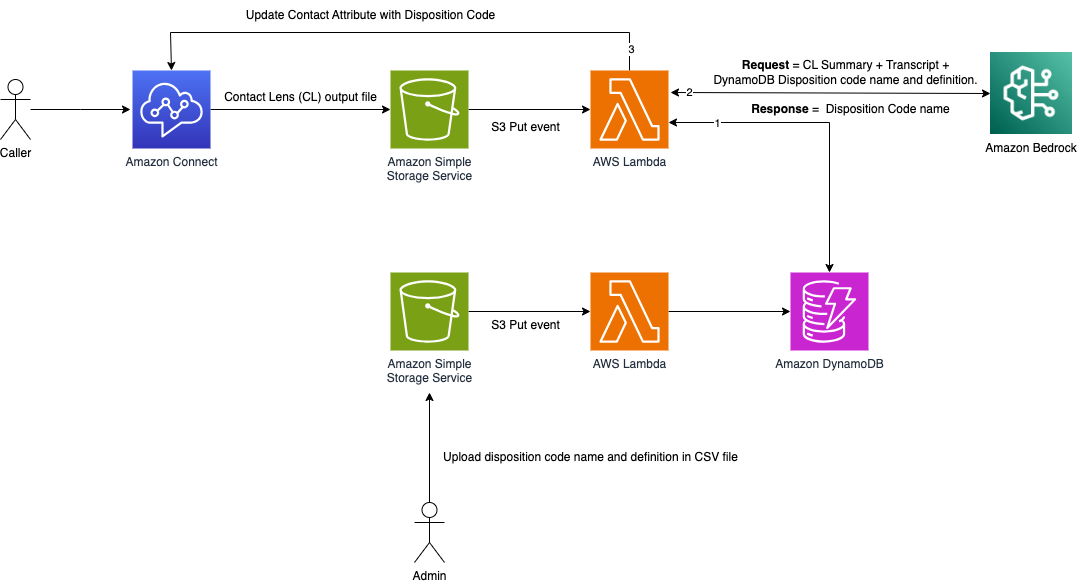 Update Contact Attribute with Disposition Code
3
Request = CL Summary + Transcript +
DynamoDB Disposition code name and definition.
2
Contact Lens (CL) output file
Response =  Disposition Code name
S3 Put event
1
Caller
Amazon Connect
Amazon Simple
Storage Service
AWS Lambda
Amazon Bedrock
S3 Put event
Amazon Simple
Storage Service
AWS Lambda
Amazon DynamoDB
Upload disposition code name and definition in CSV file
Admin